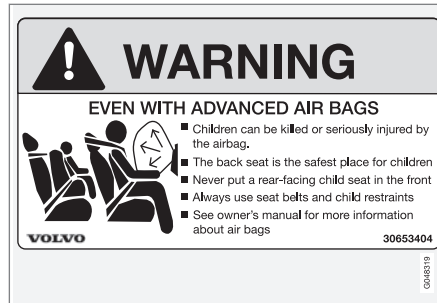 WARNING
EVEN WITH ADVANCED AIR BAGS
■ Children can be killed or seriously injured by
the airbag.
■ The back seat is the safest place for children
■ Never put a rear-facing child seat in the front
■ Always use seat belts and child restraints
■ See owner's manual for more information
about air bags
VOLVO
30653404
G048319